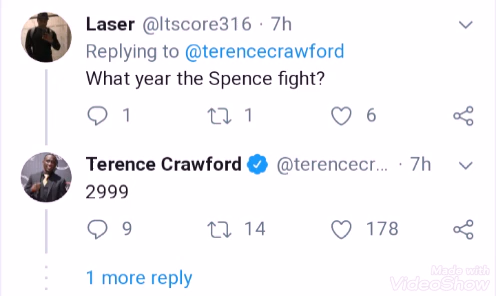 Laser @ltscore316 · 7h
Replying to @terencecrawford
What year the Spence fight?
1 1 6
Terence Crawford @terencecr... · 7h
2999
9 14 178
1 more reply
Made with
VideoShow